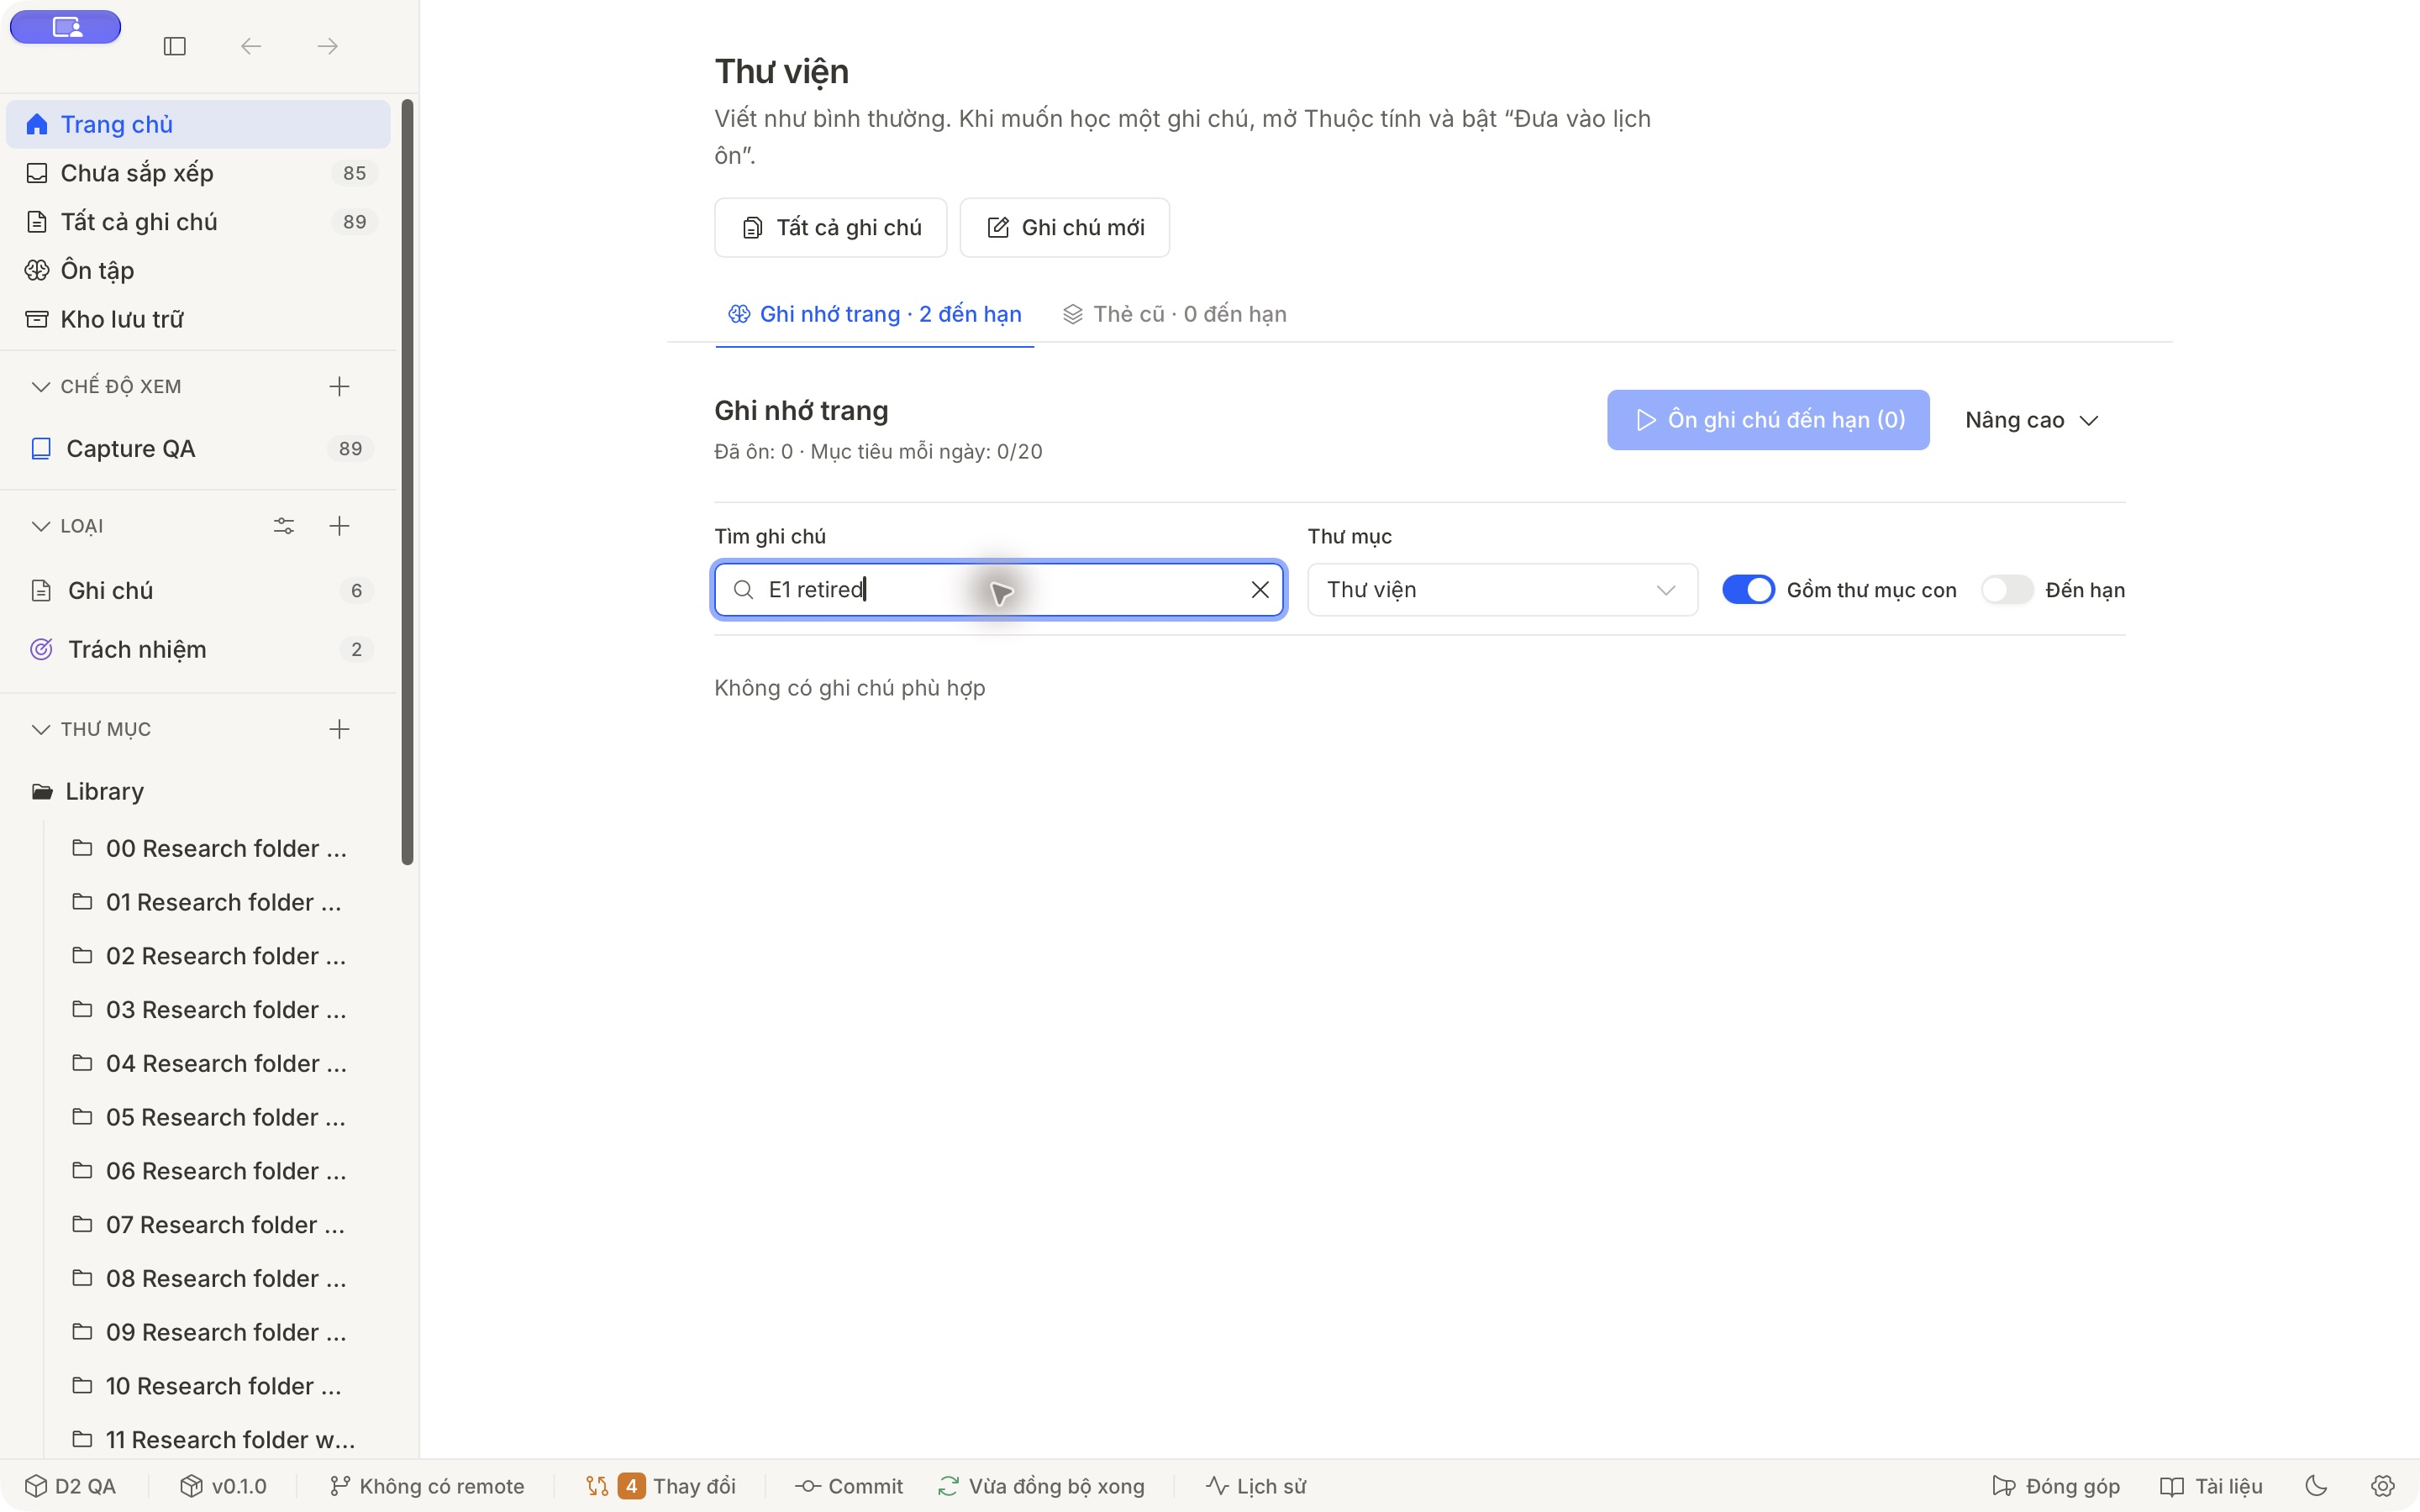 Trang chủ
Chưa sắp xếp 85
Tất cả ghi chú 89
Ôn tập
Kho lưu trữ
CHẾ ĐỘ XEM
Capture QA 89
LOẠI
Ghi chú 6
Trách nhiệm 2
THƯ MỤC
Library
00 Research folder ...
01 Research folder ...
02 Research folder ...
03 Research folder ...
04 Research folder ...
05 Research folder ...
06 Research folder ...
07 Research folder ...
08 Research folder ...
09 Research folder ...
10 Research folder ...
11 Research folder w...
Thư viện
Viết như bình thường. Khi muốn học một ghi chú, mở Thuộc tính và bật “Đưa vào lịch
ôn”.
Tất cả ghi chú Ghi chú mới
Ghi nhớ trang · 2 đến hạn Thẻ cũ · 0 đến hạn
Ghi nhớ trang
Đã ôn: 0 · Mục tiêu mỗi ngày: 0/20
Ôn ghi chú đến hạn (0) Nâng cao
Tìm ghi chú Thư mục
E1 retired Thư viện Gồm thư mục con Đến hạn
Không có ghi chú phù hợp
D2 QA v0.1.0 Không có remote 4 Thay đổi Commit Vừa đồng bộ xong Lịch sử Đóng góp Tài liệu